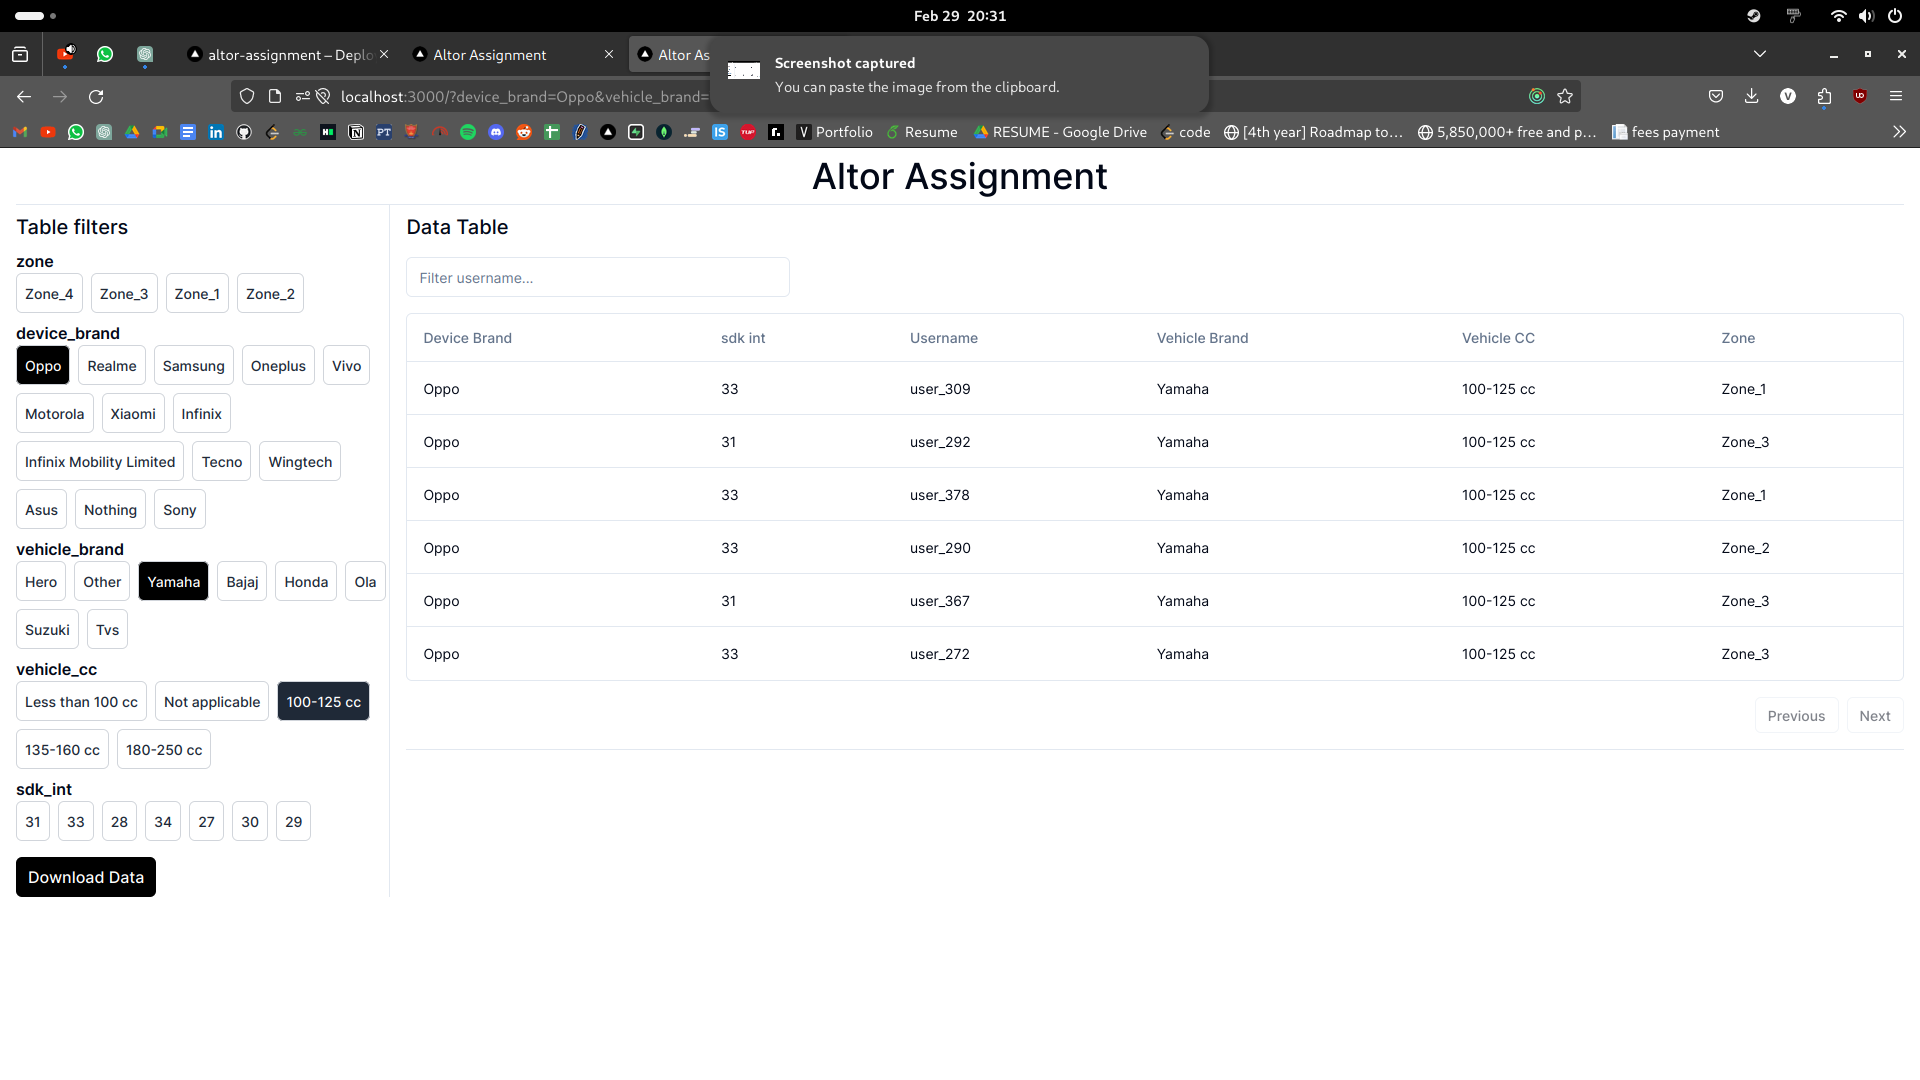 Feb 29 20:31
altor-assignment – Deplo
Altor Assignment
Altor As
Screenshot captured
You can paste the image from the clipboard.
localhost:3000/?device_brand=Oppo&vehicle_brand=
Portfolio
Resume
RESUME - Google Drive
code
[4th year] Roadmap to…
5,850,000+ free and p…
fees payment
Altor Assignment
Table filters
zone
Zone_4 Zone_3 Zone_1 Zone_2
device_brand
Oppo Realme Samsung Oneplus Vivo
Motorola Xiaomi Infinix
Infinix Mobility Limited Tecno Wingtech
Asus Nothing Sony
vehicle_brand
Hero Other Yamaha Bajaj Honda Ola
Suzuki Tvs
vehicle_cc
Less than 100 cc Not applicable 100-125 cc
135-160 cc 180-250 cc
sdk_int
31 33 28 34 27 30 29
Download Data
Data Table
Filter username...
Device Brand sdk int Username Vehicle Brand Vehicle CC Zone
Oppo 33 user_309 Yamaha 100-125 cc Zone_1
Oppo 31 user_292 Yamaha 100-125 cc Zone_3
Oppo 33 user_378 Yamaha 100-125 cc Zone_1
Oppo 33 user_290 Yamaha 100-125 cc Zone_2
Oppo 31 user_367 Yamaha 100-125 cc Zone_3
Oppo 33 user_272 Yamaha 100-125 cc Zone_3
Previous Next